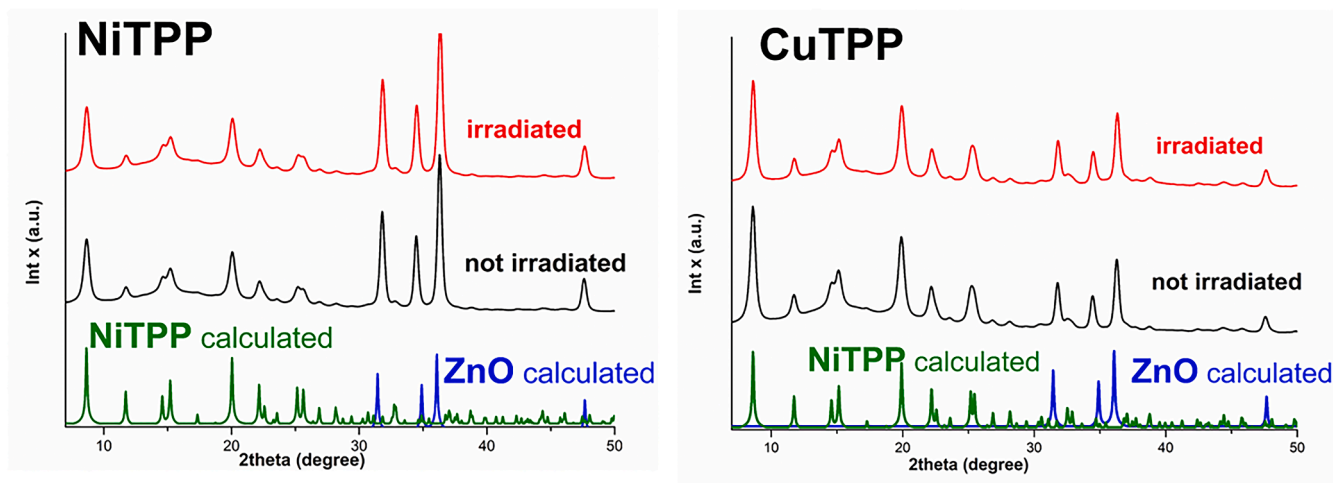 NiTPP
irradiated
not irradiated
NiTPP calculated
ZnO calculated
Int x (a.u.)
10 20 30 40 50
2theta (degree)
CuTPP
irradiated
not irradiated
NiTPP calculated
ZnO calculated
Int x (a.u.)
10 20 30 40 50
2theta (degree)